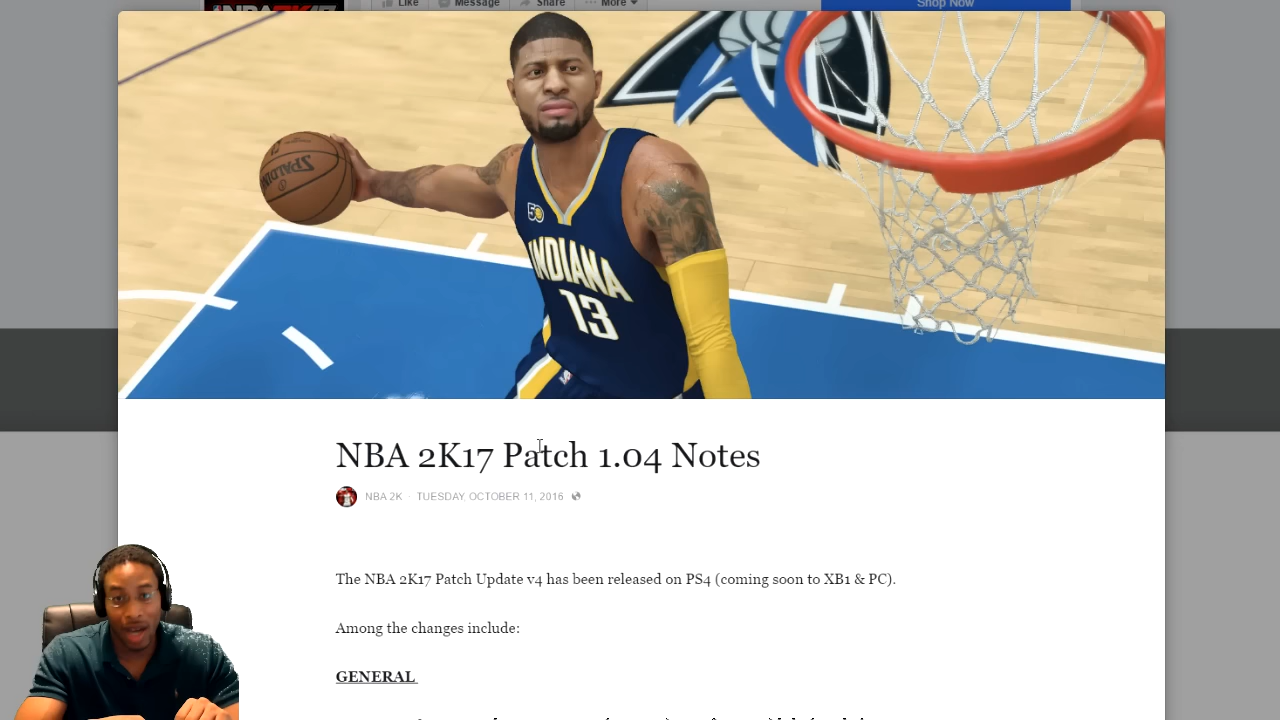 NBA2K17
Like
Message
Share
More
Shop Now
SPALDING
50
INDIANA
13
NBA 2K17 Patch 1.04 Notes
NBA 2K · TUESDAY, OCTOBER 11, 2016
The NBA 2K17 Patch Update v4 has been released on PS4 (coming soon to XB1 & PC).
Among the changes include:
GENERAL